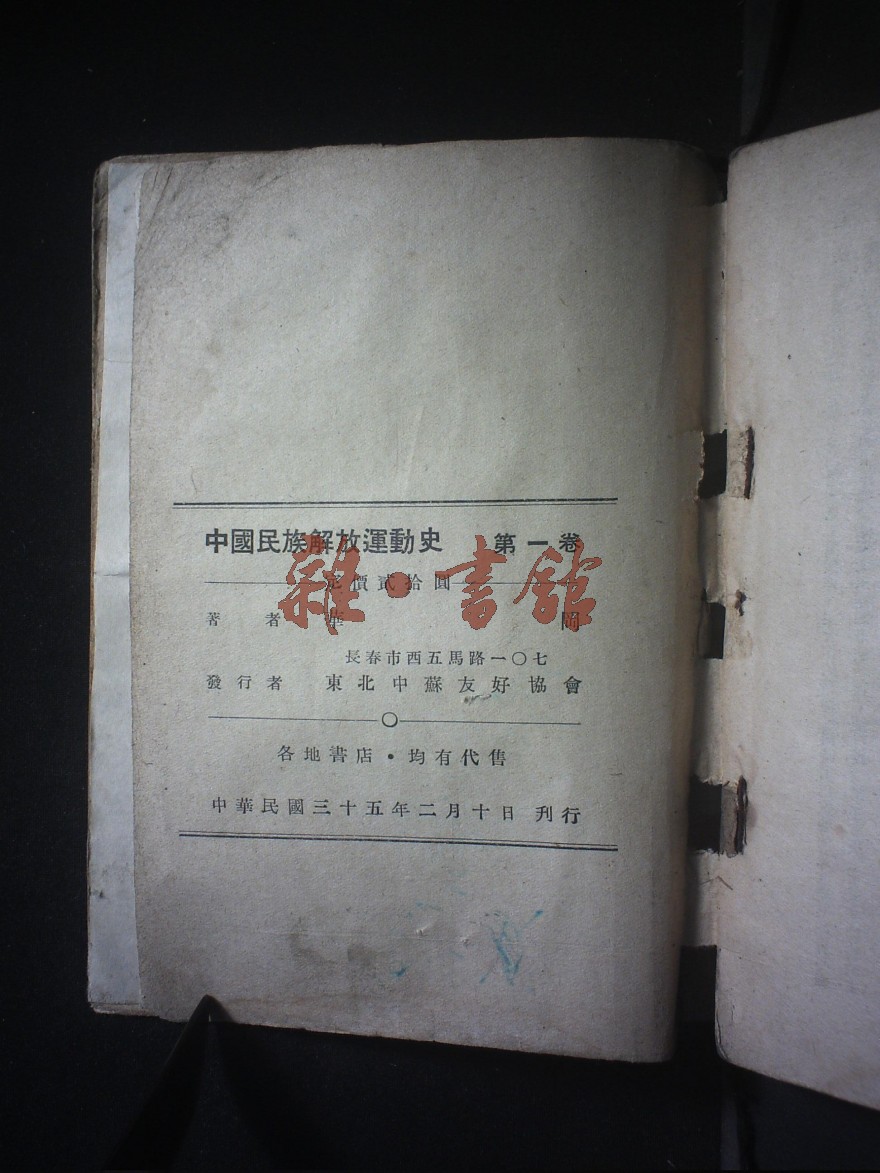 中國民族解放運動史 第一卷
定價貳拾圓
著者 華岡
長春市西五馬路一〇七
發行者 東北中蘇友好協會
各地書店・均有代售
中華民國三十五年二月十日 刊行
雜・書館